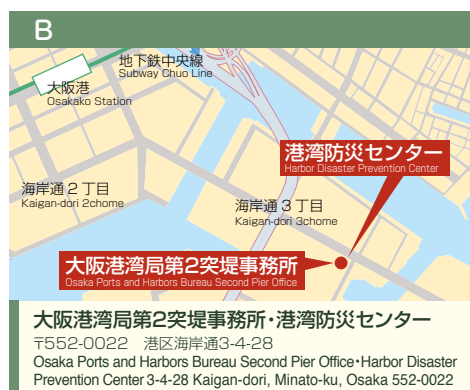 B
地下鉄中央線
Subway Chuo Line
大阪港
Osakako Station
港湾防災センター
Harbor Disaster Prevention Center
海岸通2丁目
Kaigan-dori 2chome
海岸通3丁目
Kaigan-dori 3chome
大阪港湾局第2突堤事務所
Osaka Ports and Harbors Bureau Second Pier Office
大阪港湾局第2突堤事務所・港湾防災センター
〒552-0022　港区海岸通3-4-28
Osaka Ports and Harbors Bureau Second Pier Office・Harbor Disaster
Prevention Center 3-4-28 Kaigan-dori, Minato-ku, Osaka 552-0022